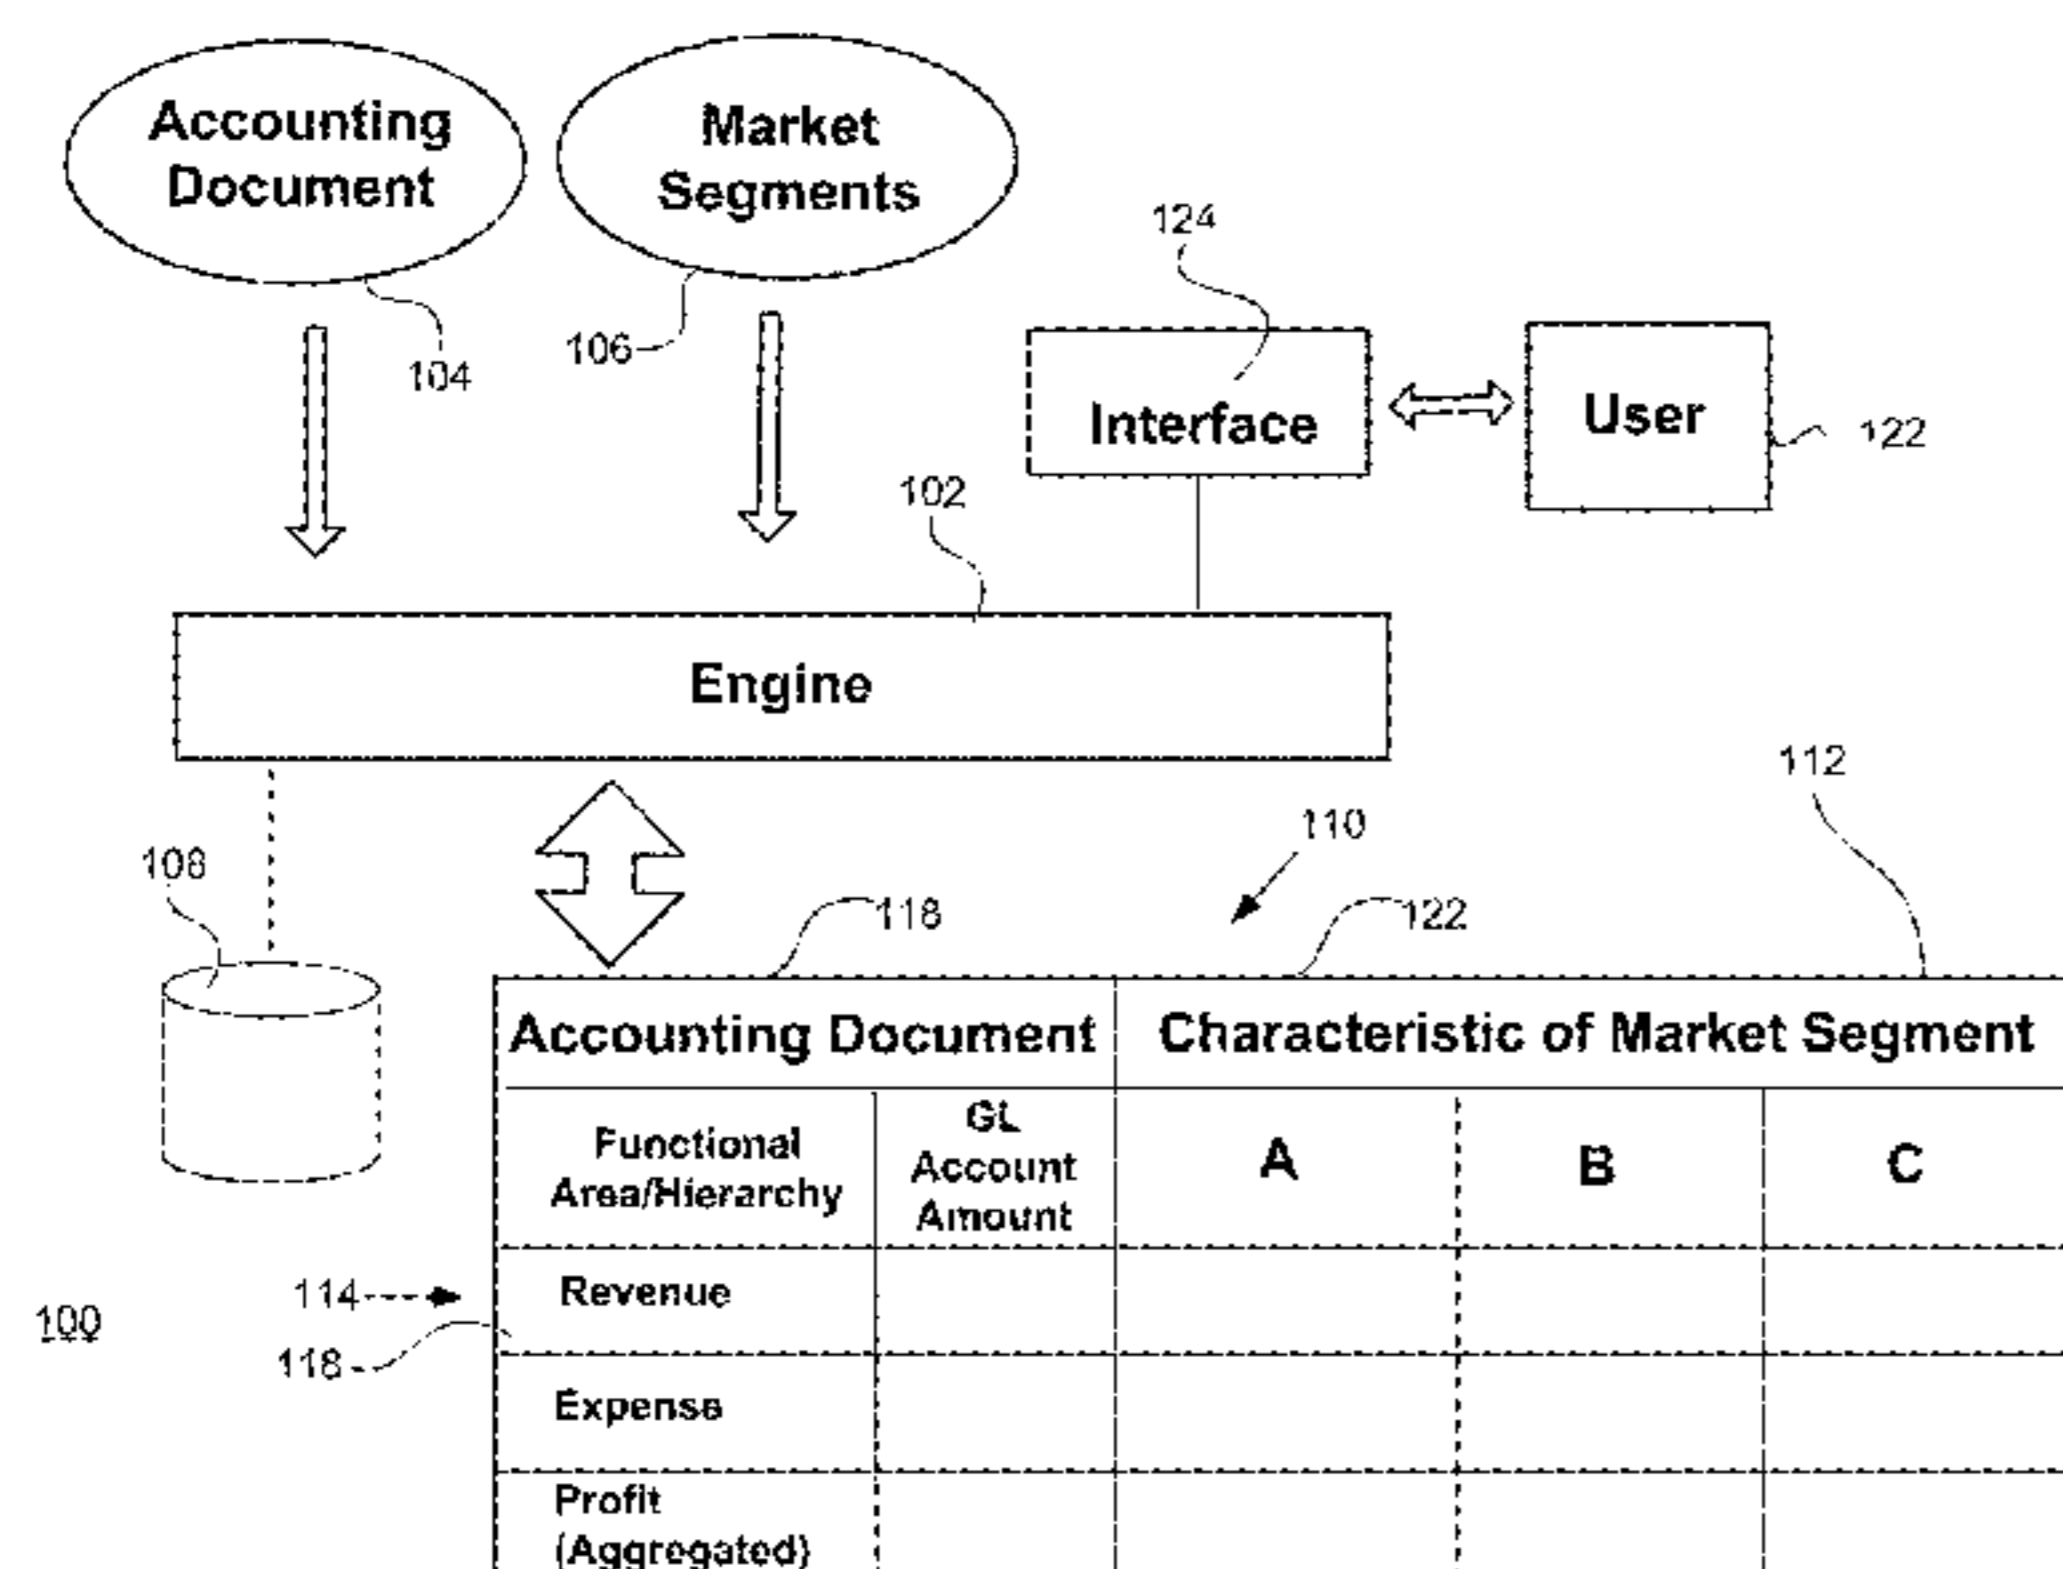 Accounting
Document
Market
Segments
124
106
104
Interface
User
122
102
Engine
112
110
108
118
122
Accounting Document
Characteristic of Market Segment
Functional
Area/Hierarchy
GL
Account
Amount
A
B
C
114
Revenue
100
118
Expense
Profit
(Aggregated)